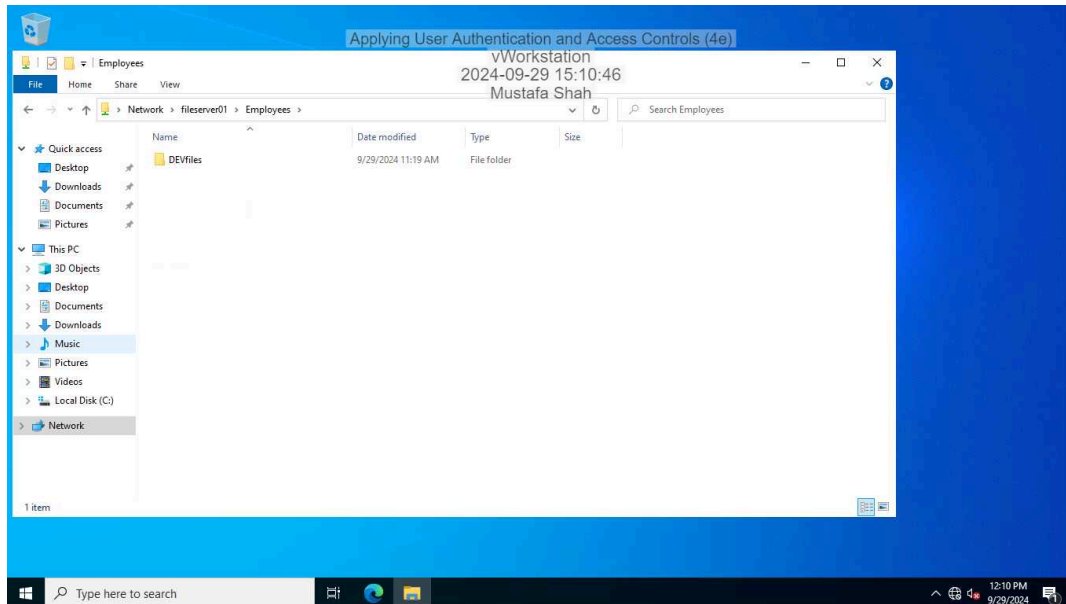 Applying User Authentication and Access Controls (4e)
vWorkstation
2024-09-29 15:10:46
Mustafa Shah
Employees
File Home Share View
Network > fileserver01 > Employees >
Search Employees
Name Date modified Type Size
DEVfiles 9/29/2024 11:19 AM File folder
Quick access
Desktop
Downloads
Documents
Pictures
This PC
3D Objects
Desktop
Documents
Downloads
Music
Pictures
Videos
Local Disk (C:)
Network
1 item
Type here to search
12:10 PM
9/29/2024